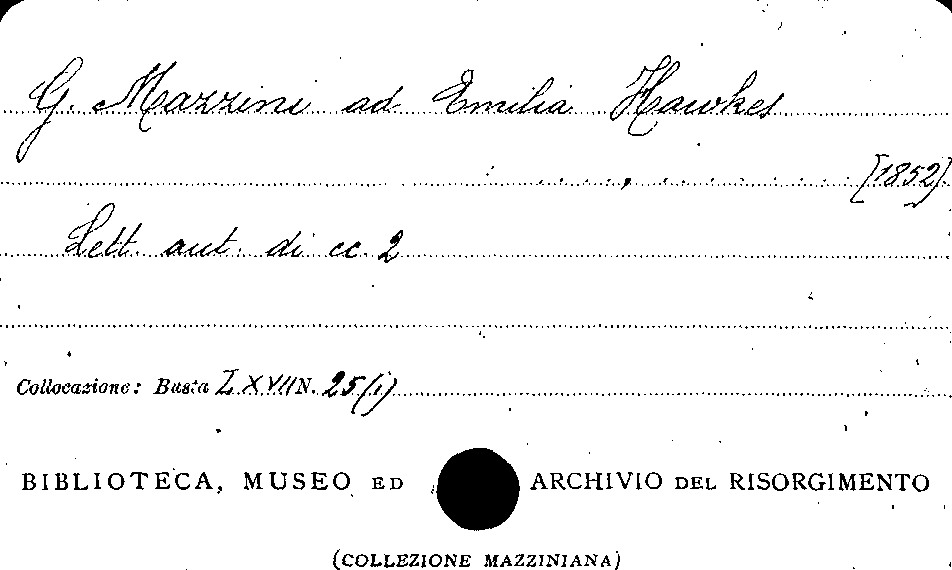 G. Mazzini ad Emilia Hawkes
[1852]
Lett. aut. di cc. 2
Collocazione: Busta LXVII N. 25(i)
BIBLIOTECA, MUSEO ED ARCHIVIO DEL RISORGIMENTO
(COLLEZIONE MAZZINIANA)